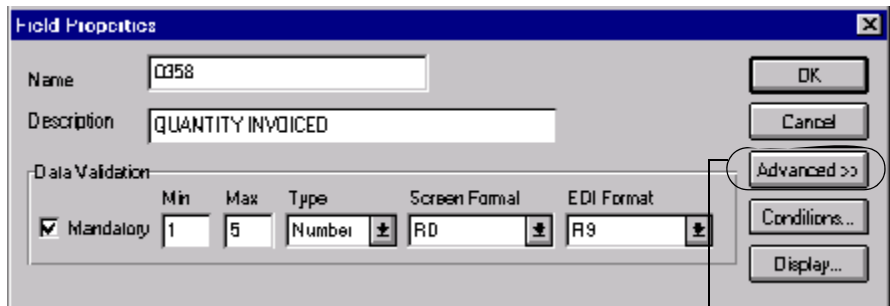 Field Properties
Name 0358 OK
Description QUANTITY INVOICED Cancel
Data Validation Advanced >>
Min Max Type Screen Format EDI Format
Mandatory 1 5 Number R0 R9 Conditions...
Display...